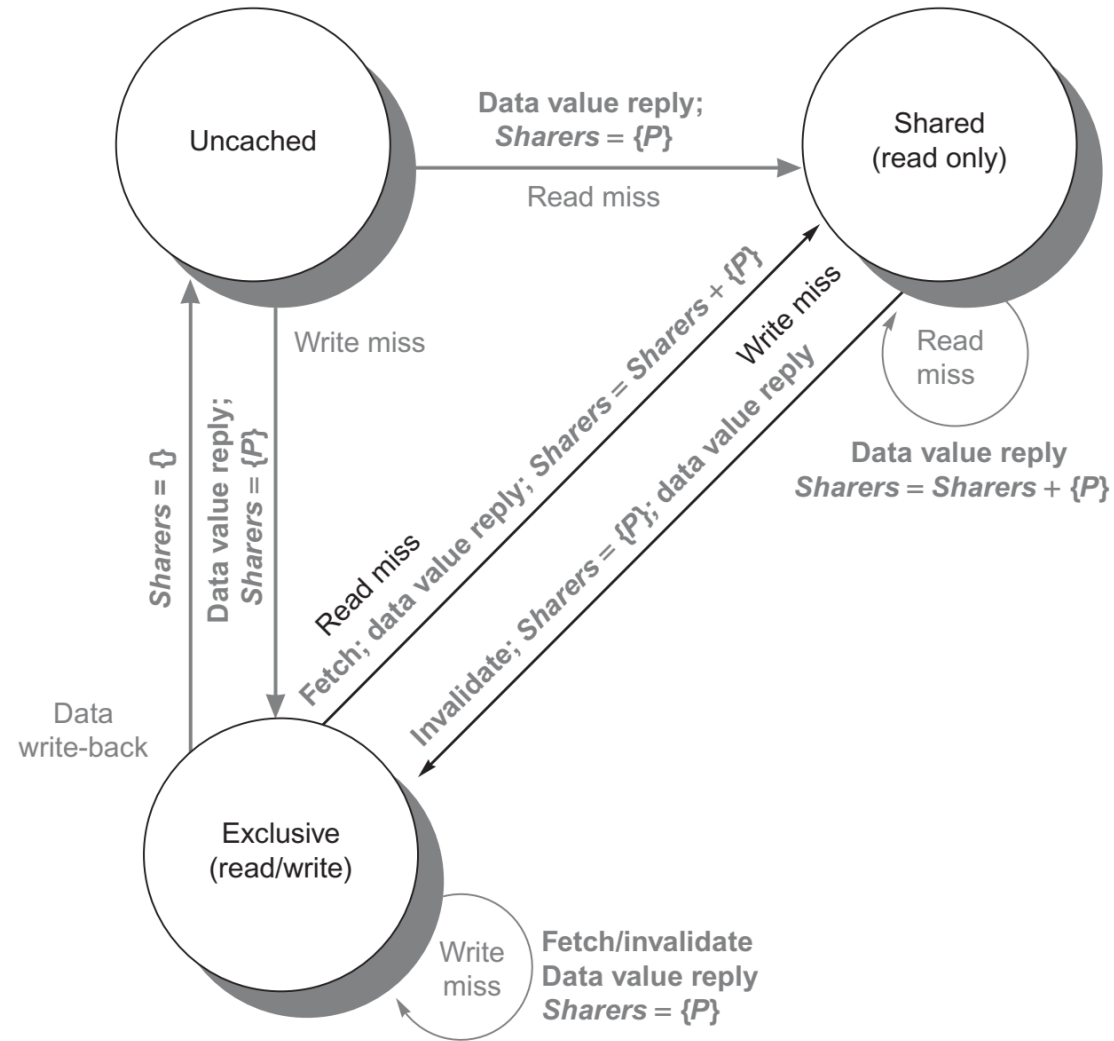 Uncached
Data value reply;
Sharers = {P}
Read miss
Shared
(read only)
Write miss
Sharers = {}
Data value reply;
Sharers = {P}
Data
write-back
Read miss
Fetch; data value reply; Sharers = Sharers + {P}
Write miss
Invalidate; Sharers = {P}; data value reply
Read
miss
Data value reply
Sharers = Sharers + {P}
Exclusive
(read/write)
Write
miss
Fetch/invalidate
Data value reply
Sharers = {P}